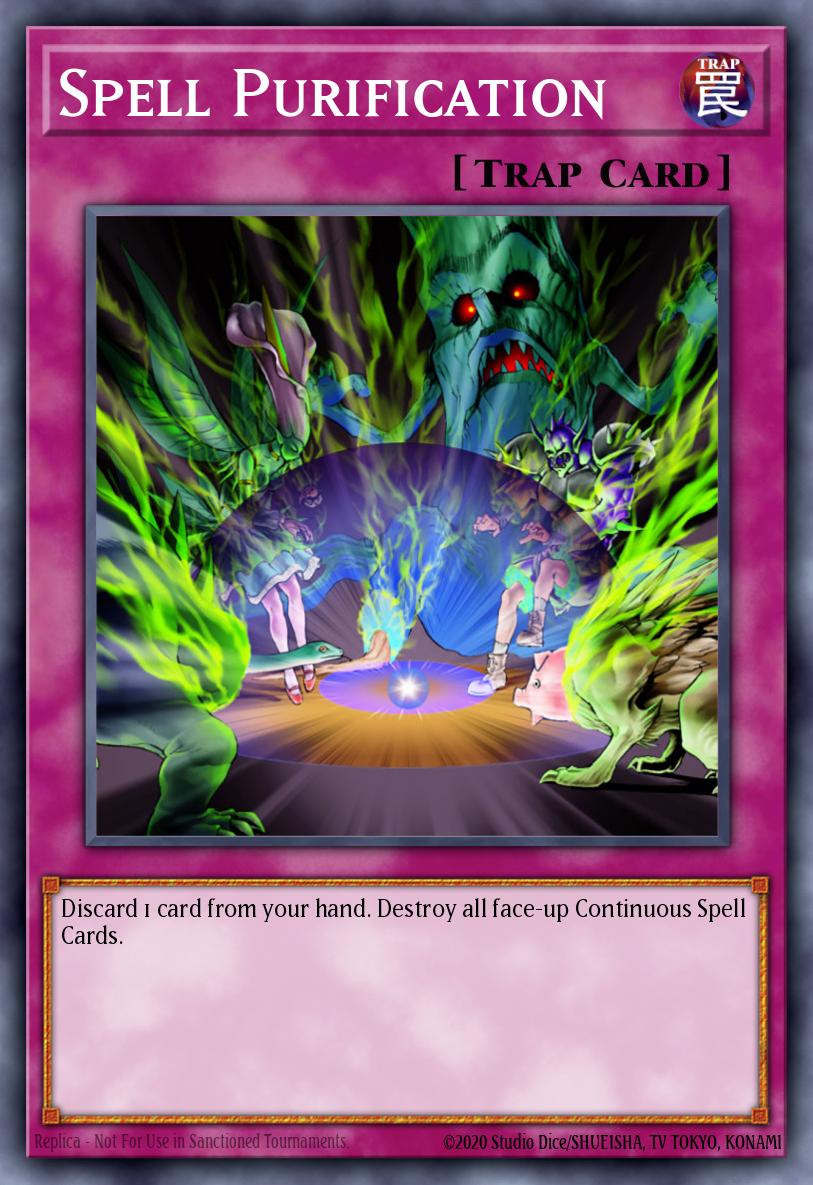 Spell Purification
TRAP
罠
[Trap Card]
Discard 1 card from your hand. Destroy all face-up Continuous Spell
Cards.
Replica - Not For Use in Sanctioned Tournaments.
©2020 Studio Dice/SHUEISHA, TV TOKYO, KONAMI